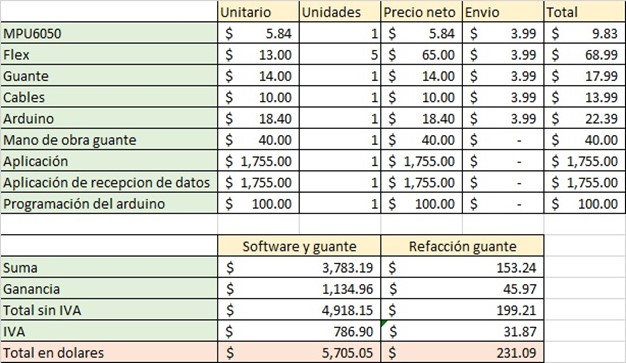 Unitario Unidades Precio neto Envio Total
MPU6050 $ 5.84 1 $ 5.84 $ 3.99 $ 9.83
Flex $ 13.00 5 $ 65.00 $ 3.99 $ 68.99
Guante $ 14.00 1 $ 14.00 $ 3.99 $ 17.99
Cables $ 10.00 1 $ 10.00 $ 3.99 $ 13.99
Arduino $ 18.40 1 $ 18.40 $ 3.99 $ 22.39
Mano de obra guante $ 40.00 1 $ 40.00 $ - $ 40.00
Aplicación $ 1,755.00 1 $ 1,755.00 $ - $ 1,755.00
Aplicación de recepcion de datos $ 1,755.00 1 $ 1,755.00 $ - $ 1,755.00
Programación del arduino $ 100.00 1 $ 100.00 $ - $ 100.00
Software y guante Refacción guante
Suma $ 3,783.19 $ 153.24
Ganancia $ 1,134.96 $ 45.97
Total sin IVA $ 4,918.15 $ 199.21
IVA $ 786.90 $ 31.87
Total en dolares $ 5,705.05 $ 231.09